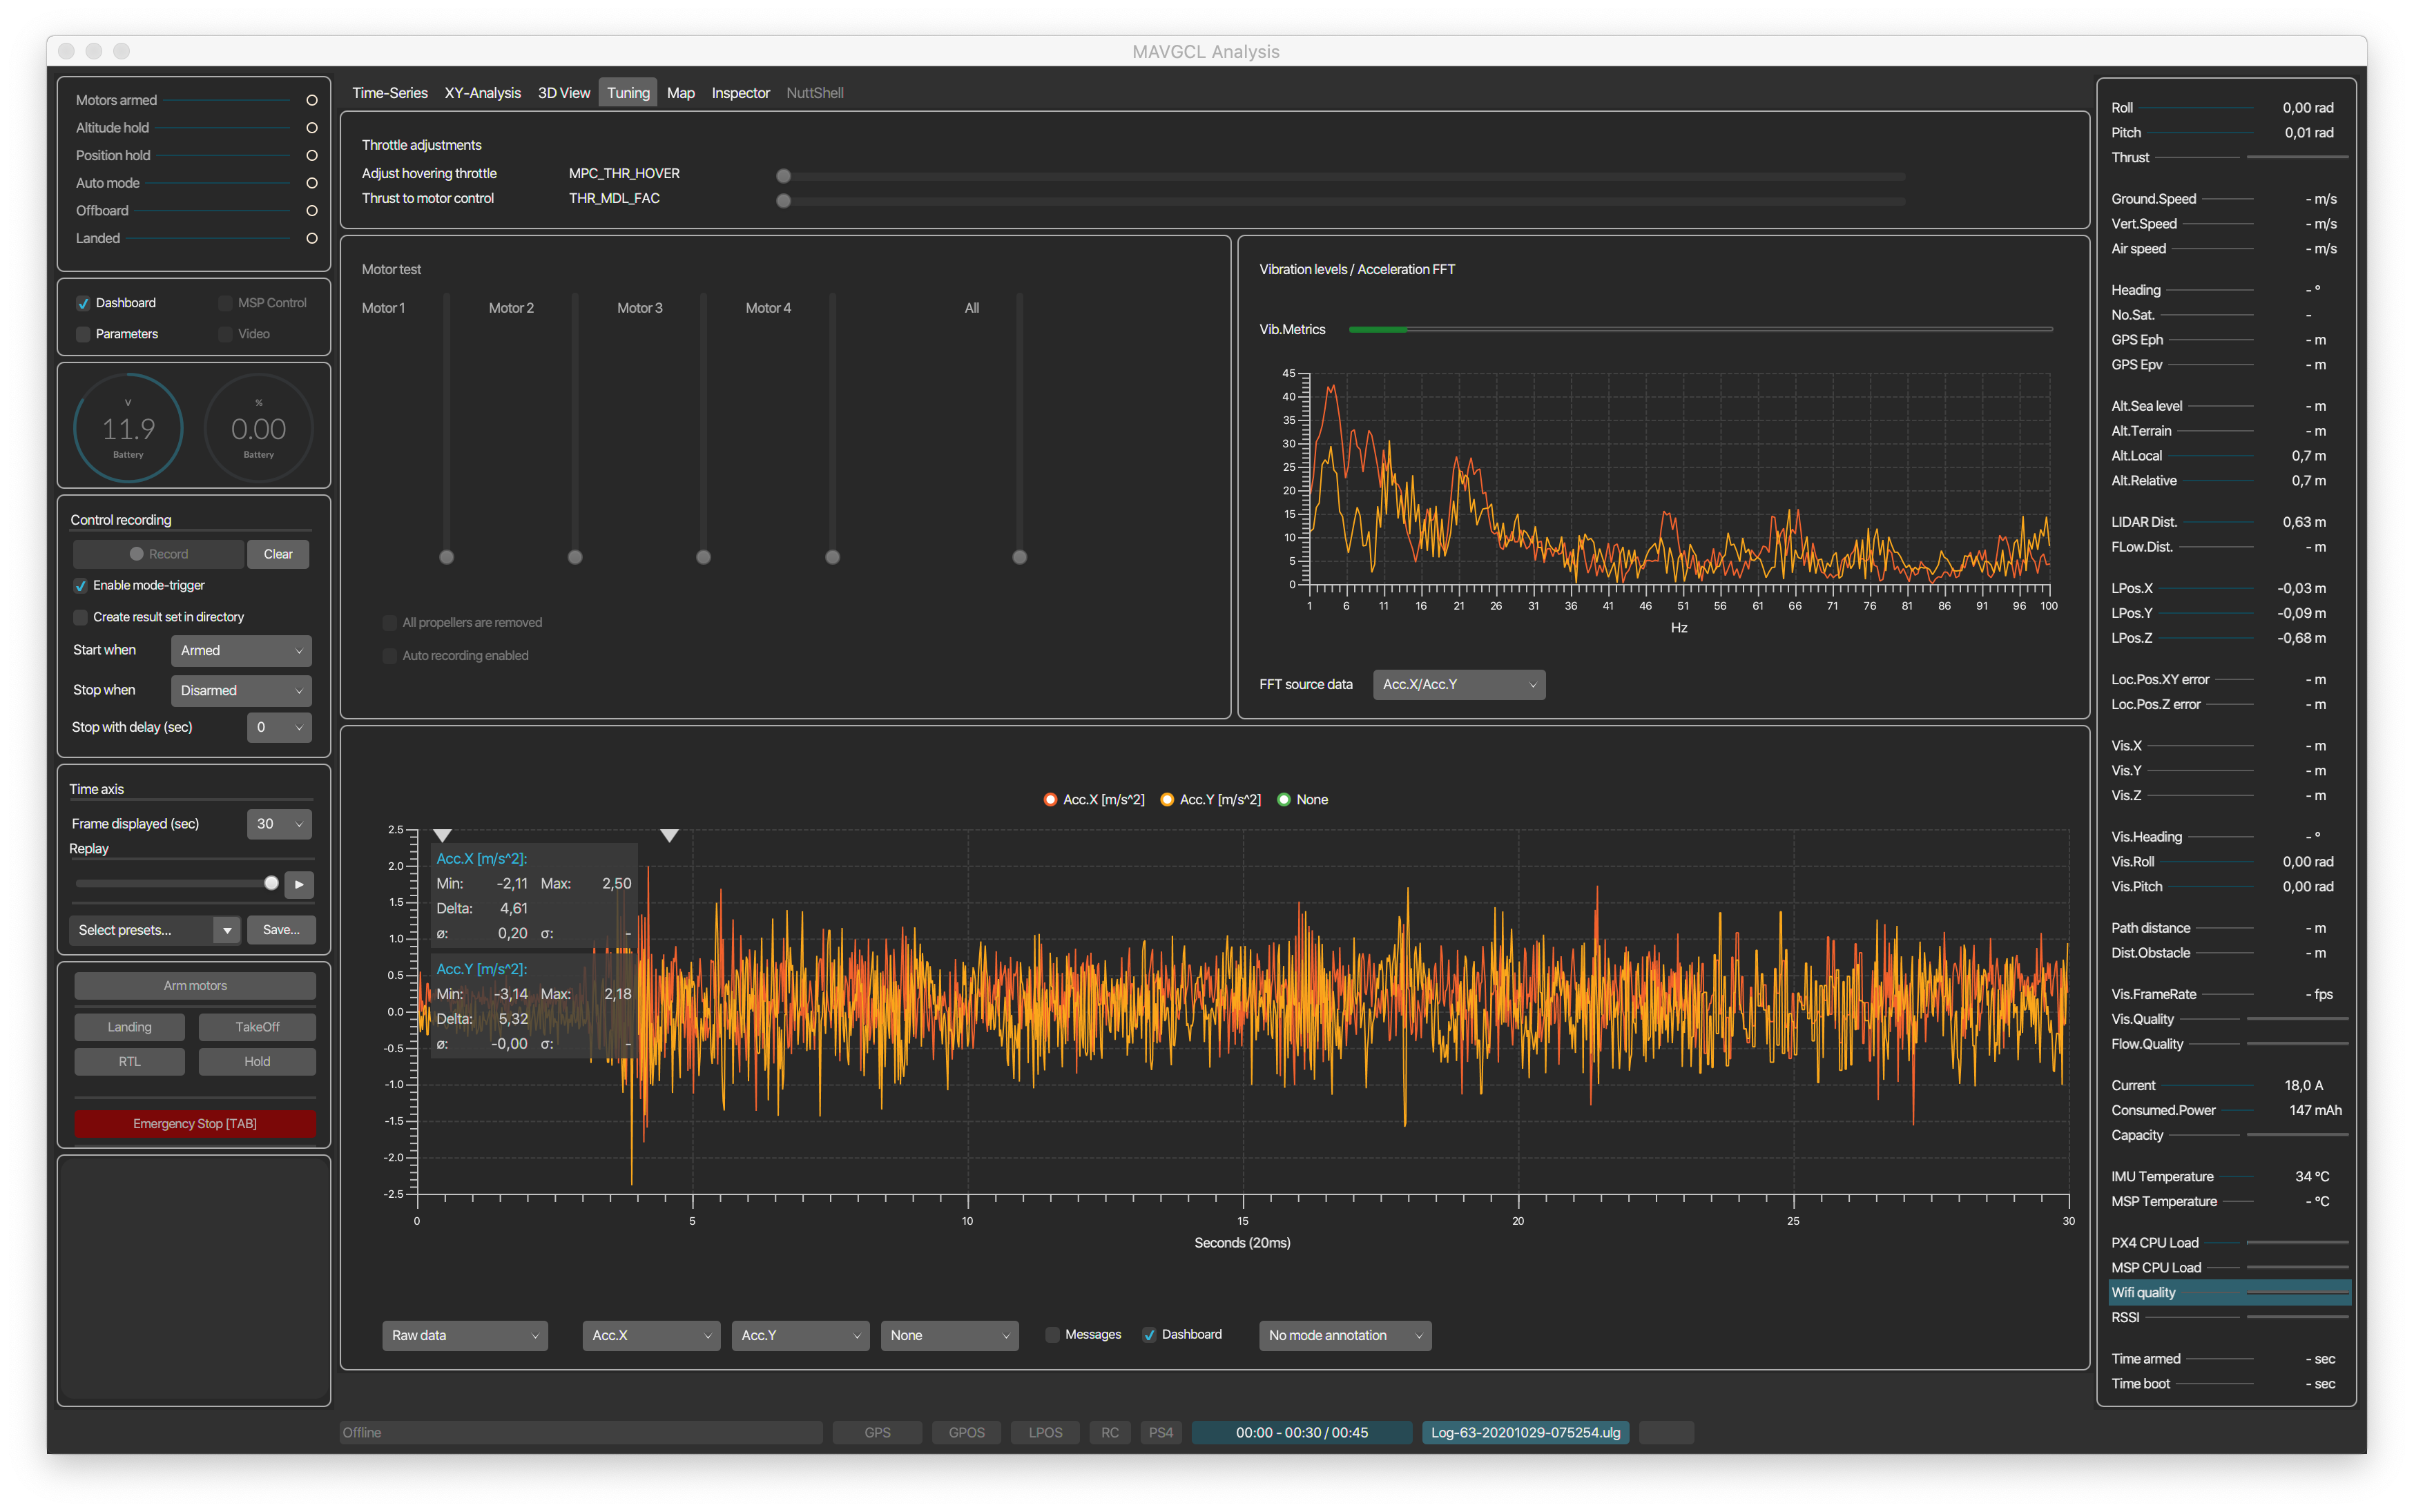 MAVGCL Analysis
Motors armed
Altitude hold
Position hold
Auto mode
Offboard
Landed
Dashboard
MSP Control
Parameters
Video
V
11.9
Battery
%
0.00
Battery
Control recording
Record
Clear
Enable mode-trigger
Create result set in directory
Start when
Armed
Stop when
Disarmed
Stop with delay (sec)
0
Time axis
Frame displayed (sec)
30
Replay
Select presets...
Save...
Arm motors
Landing
TakeOff
RTL
Hold
Emergency Stop [TAB]
Time-Series XY-Analysis 3D View Tuning Map Inspector NuttShell
Throttle adjustments
Adjust hovering throttle MPC_THR_HOVER
Thrust to motor control THR_MDL_FAC
Motor test
Motor 1 Motor 2 Motor 3 Motor 4 All
All propellers are removed
Auto recording enabled
Vibration levels / Acceleration FFT
Vib.Metrics
45
40
35
30
25
20
15
10
5
0
1 6 11 16 21 26 31 36 41 46 51 56 61 66 71 76 81 86 91 96 100
Hz
FFT source data Acc.X/Acc.Y
Acc.X [m/s^2] Acc.Y [m/s^2] None
2.5
2.0
1.5
1.0
0.5
0.0
-0.5
-1.0
-1.5
-2.0
-2.5
Acc.X [m/s^2]:
Min: -2,11 Max: 2,50
Delta: 4,61
ø: 0,20 σ: -
Acc.Y [m/s^2]:
Min: -3,14 Max: 2,18
Delta: 5,32
ø: -0,00 σ: -
0 5 10 15 20 25 30
Seconds (20ms)
Raw data Acc.X Acc.Y None Messages Dashboard No mode annotation
Offline GPS GPOS LPOS RC PS4 00:00 - 00:30 / 00:45 Log-63-20201029-075254.ulg
Roll 0,00 rad
Pitch 0,01 rad
Thrust
Ground.Speed - m/s
Vert.Speed - m/s
Air speed - m/s
Heading - °
No.Sat. -
GPS Eph - m
GPS Epv - m
Alt.Sea level - m
Alt.Terrain - m
Alt.Local 0,7 m
Alt.Relative 0,7 m
LIDAR Dist. 0,63 m
FLow.Dist. - m
LPos.X -0,03 m
LPos.Y -0,09 m
LPos.Z -0,68 m
Loc.Pos.XY error - m
Loc.Pos.Z error - m
Vis.X - m
Vis.Y - m
Vis.Z - m
Vis.Heading - °
Vis.Roll 0,00 rad
Vis.Pitch 0,00 rad
Path distance - m
Dist.Obstacle - m
Vis.FrameRate - fps
Vis.Quality
Flow.Quality
Current 18,0 A
Consumed.Power 147 mAh
Capacity
IMU Temperature 34 °C
MSP Temperature - °C
PX4 CPU Load
MSP CPU Load
Wifi quality
RSSI
Time armed - sec
Time boot - sec